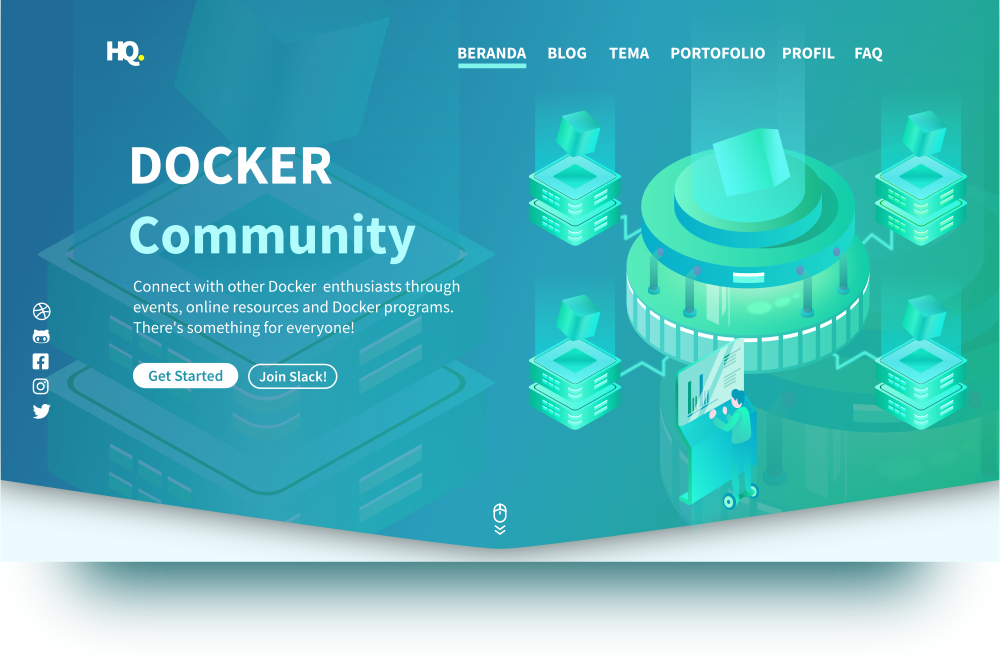 HQ.
BERANDA BLOG TEMA PORTOFOLIO PROFIL FAQ
DOCKER
Community
Connect with other Docker enthusiasts through
events, online resources and Docker programs.
There's something for everyone!
Get Started Join Slack!